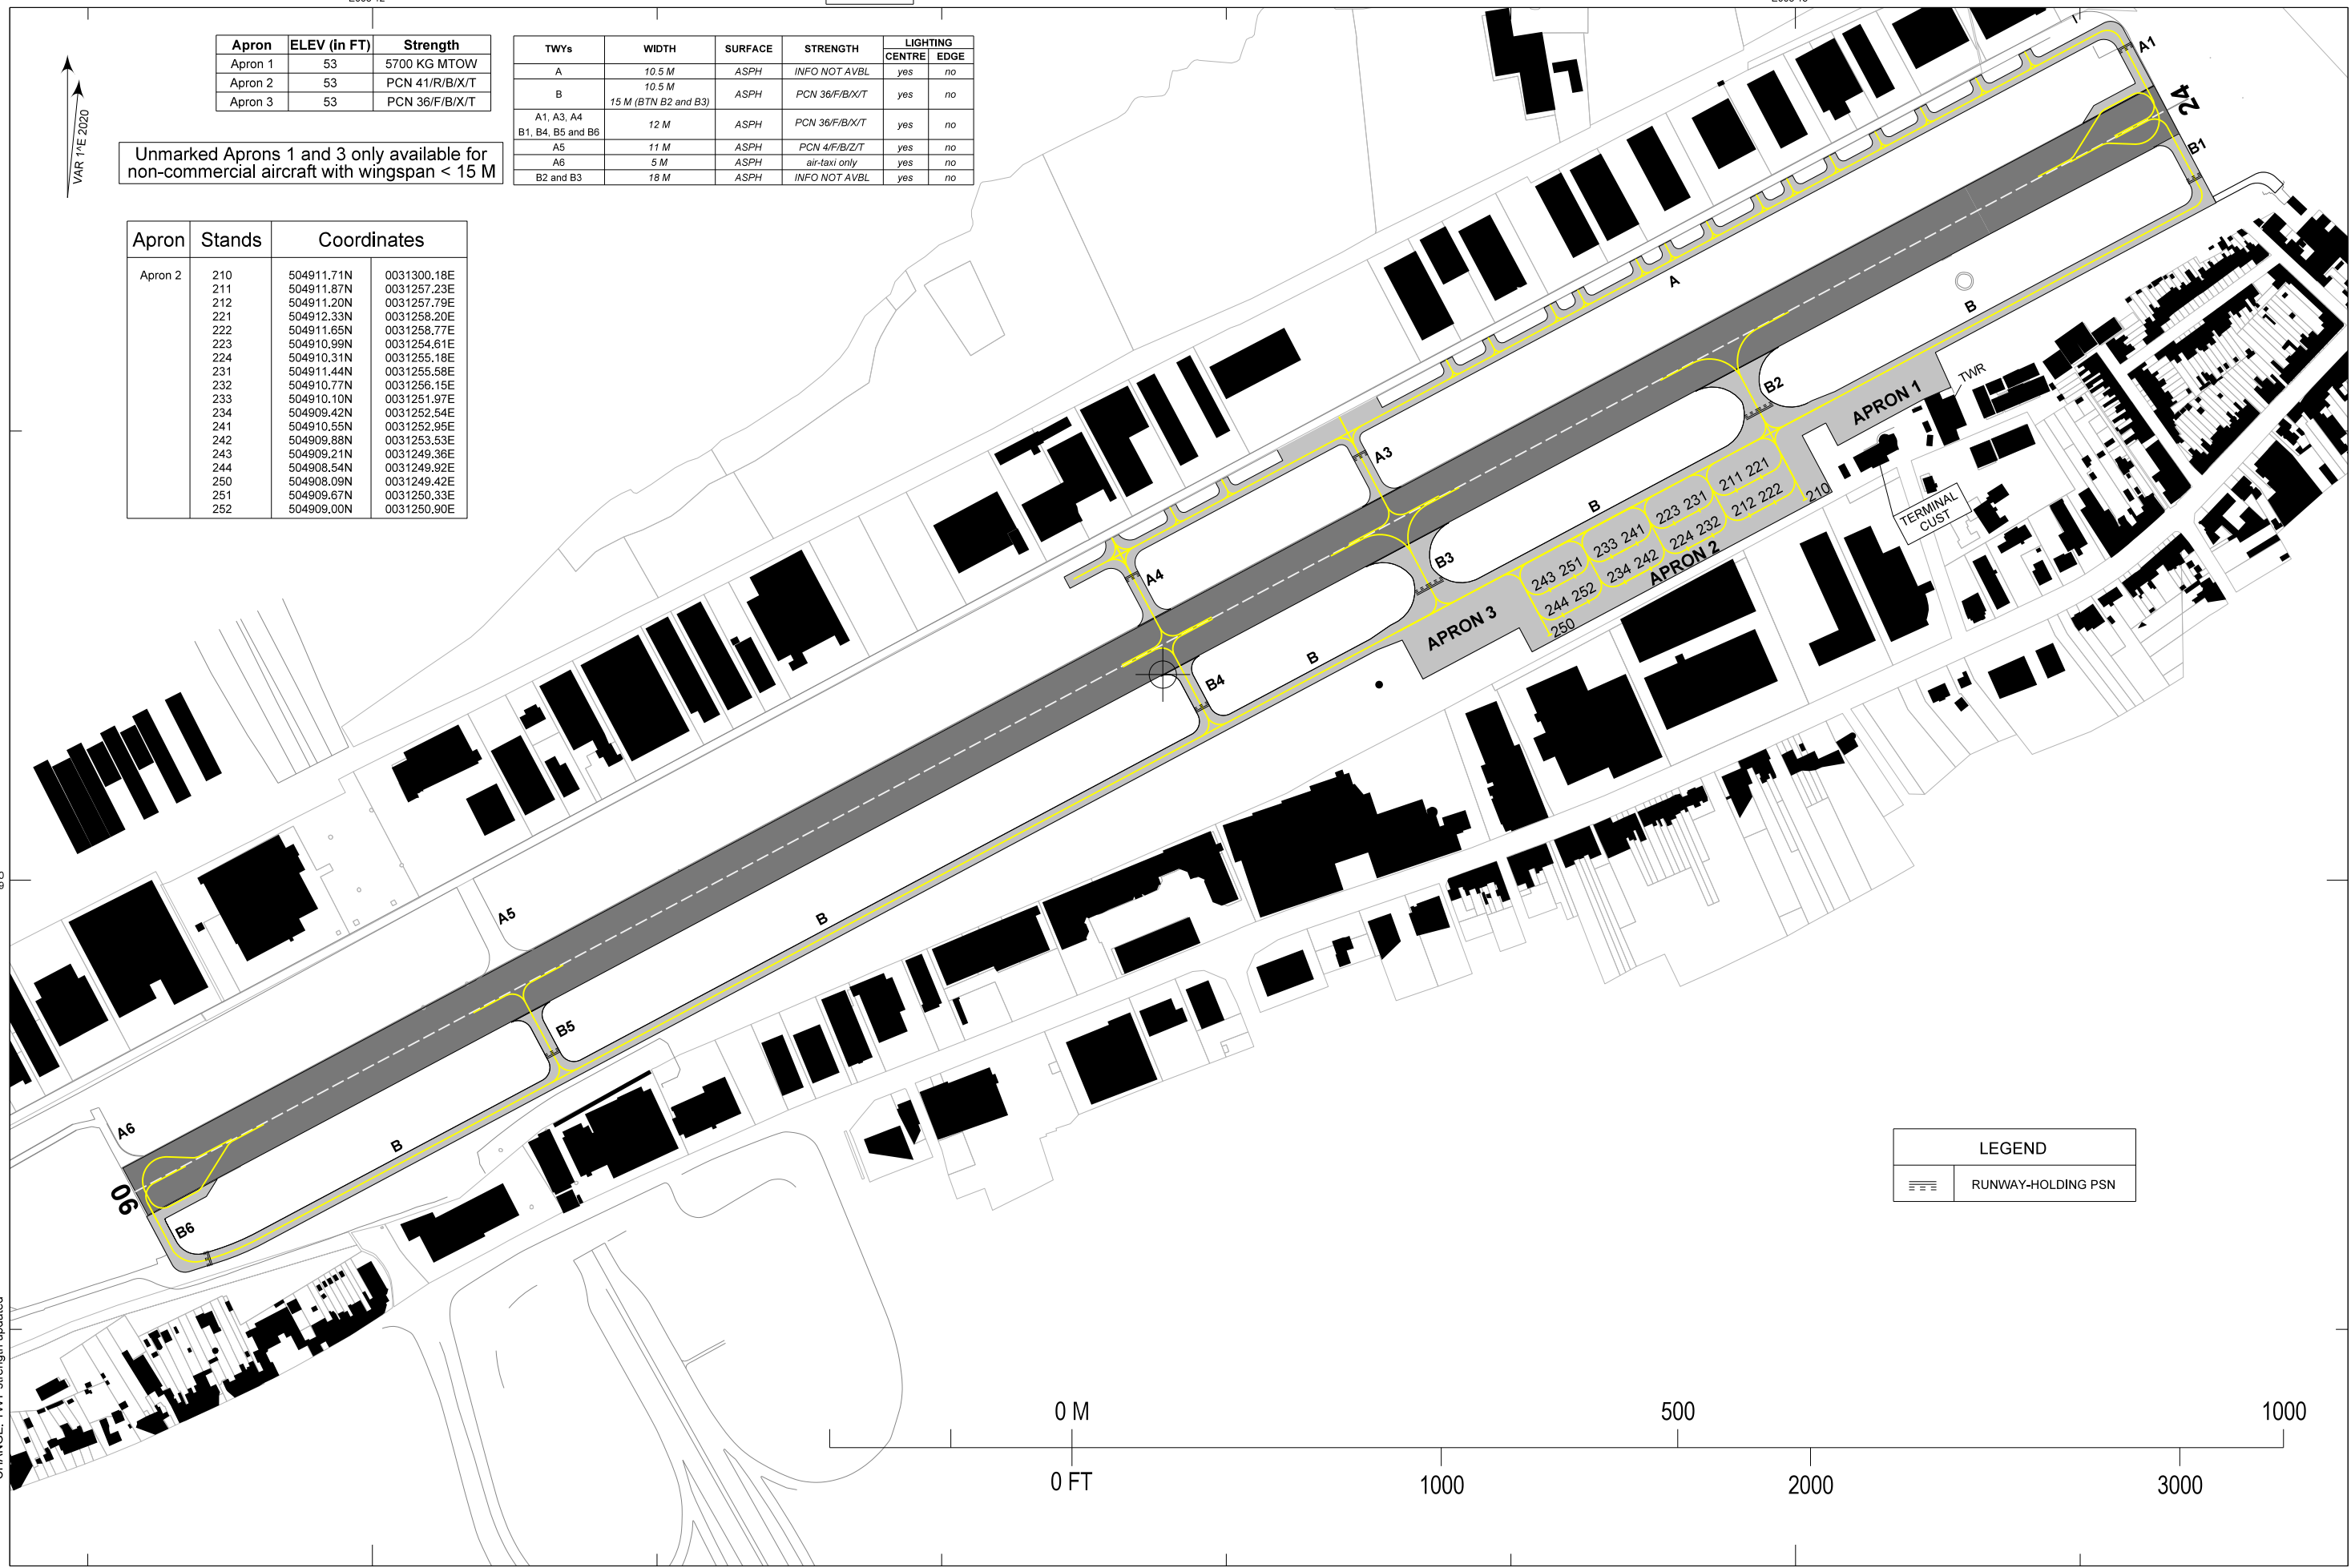 Apron ELEV (in FT) Strength
Apron 1 53 5700 KG MTOW
Apron 2 53 PCN 41/R/B/X/T
Apron 3 53 PCN 36/F/B/X/T
TWYs WIDTH SURFACE STRENGTH LIGHTING
CENTRE EDGE
A 10.5 M ASPH INFO NOT AVBL yes no
B 10.5 M
15 M (BTN B2 and B3) ASPH PCN 36/F/B/X/T yes no
A1, A3, A4
B1, B4, B5 and B6 12 M ASPH PCN 36/F/B/X/T yes no
A5 11 M ASPH PCN 4/F/B/Z/T yes no
A6 5 M ASPH air-taxi only yes no
B2 and B3 18 M ASPH INFO NOT AVBL yes no
VAR 1^E 2020
Unmarked Aprons 1 and 3 only available for
non-commercial aircraft with wingspan < 15 M
Apron Stands Coordinates
Apron 2 210 504911.71N 0031300.18E
211 504911.87N 0031257.23E
212 504911.20N 0031257.79E
221 504912.33N 0031258.20E
222 504911.65N 0031258.77E
223 504910.99N 0031254.61E
224 504910.31N 0031255.18E
231 504911.44N 0031255.58E
232 504910.77N 0031256.15E
233 504910.10N 0031251.97E
234 504909.42N 0031252.54E
241 504910.55N 0031252.95E
242 504909.88N 0031253.53E
243 504909.21N 0031249.36E
244 504908.54N 0031249.92E
250 504908.09N 0031249.42E
251 504909.67N 0031250.33E
252 504909.00N 0031250.90E
A1
24
B1
A
B
B2
APRON 1
TWR
TERMINAL
CUST
A3
B
211 221
212 222
210
223 231
224 232
233 241
234 242
APRON 2
243 251
244 252
250
B3
A4
APRON 3
B
B4
A5
B
B5
A6
B
06
B6
LEGEND
RUNWAY-HOLDING PSN
0 M 500 1000
0 FT 1000 2000 3000